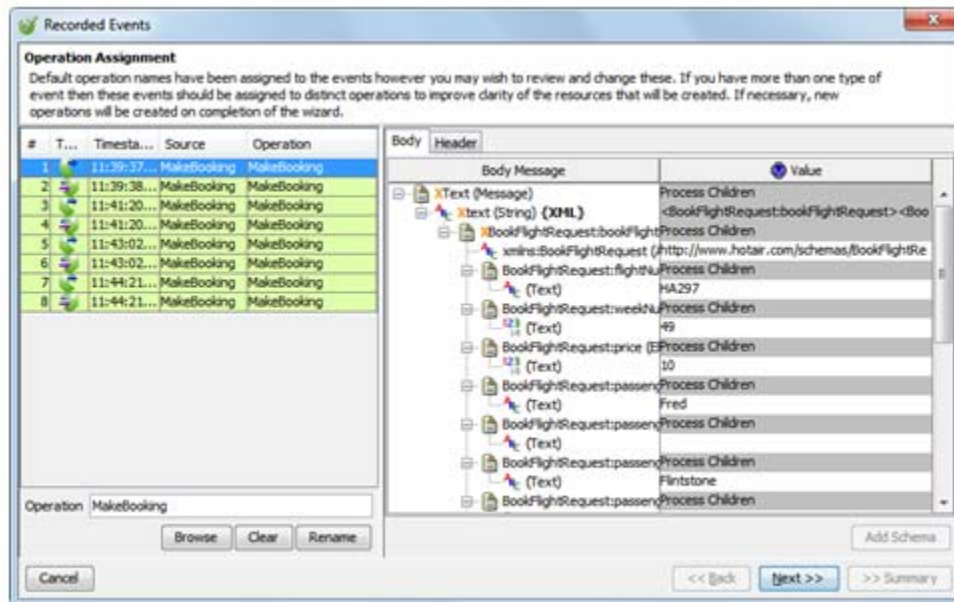 Recorded Events
Operation Assignment
Default operation names have been assigned to the events however you may wish to review and change these. If you have more than one type of
event then these events should be assigned to distinct operations to improve clarity of the resources that will be created. If necessary, new
operations will be created on completion of the wizard.
# T... Timesta... Source Operation
1 11:39:37... MakeBooking MakeBooking
2 11:39:38... MakeBooking MakeBooking
3 11:41:20... MakeBooking MakeBooking
4 11:41:20... MakeBooking MakeBooking
5 11:43:02... MakeBooking MakeBooking
6 11:43:02... MakeBooking MakeBooking
7 11:44:21... MakeBooking MakeBooking
8 11:44:21... MakeBooking MakeBooking
Operation MakeBooking
Browse Clear Rename
Body Header
Body Message Value
XText (Message) Process Children
Xtext (String) {XML} <BookFlightRequest:bookFlightRequest> <Boo
XBookFlightRequest:bookFlight Process Children
xmlns:BookFlightRequest ( http://www.hotair.com/schemas/BookFlightRe
BookFlightRequest:flightNu Process Children
(Text) HA297
BookFlightRequest:weekNu Process Children
(Text) 49
BookFlightRequest:price (El Process Children
(Text) 10
BookFlightRequest:passeng Process Children
(Text) Fred
BookFlightRequest:passeng Process Children
(Text)
BookFlightRequest:passeng Process Children
(Text) Flintstone
BookFlightRequest:passeng Process Children
Add Schema
Cancel << Back Next >> >> Summary